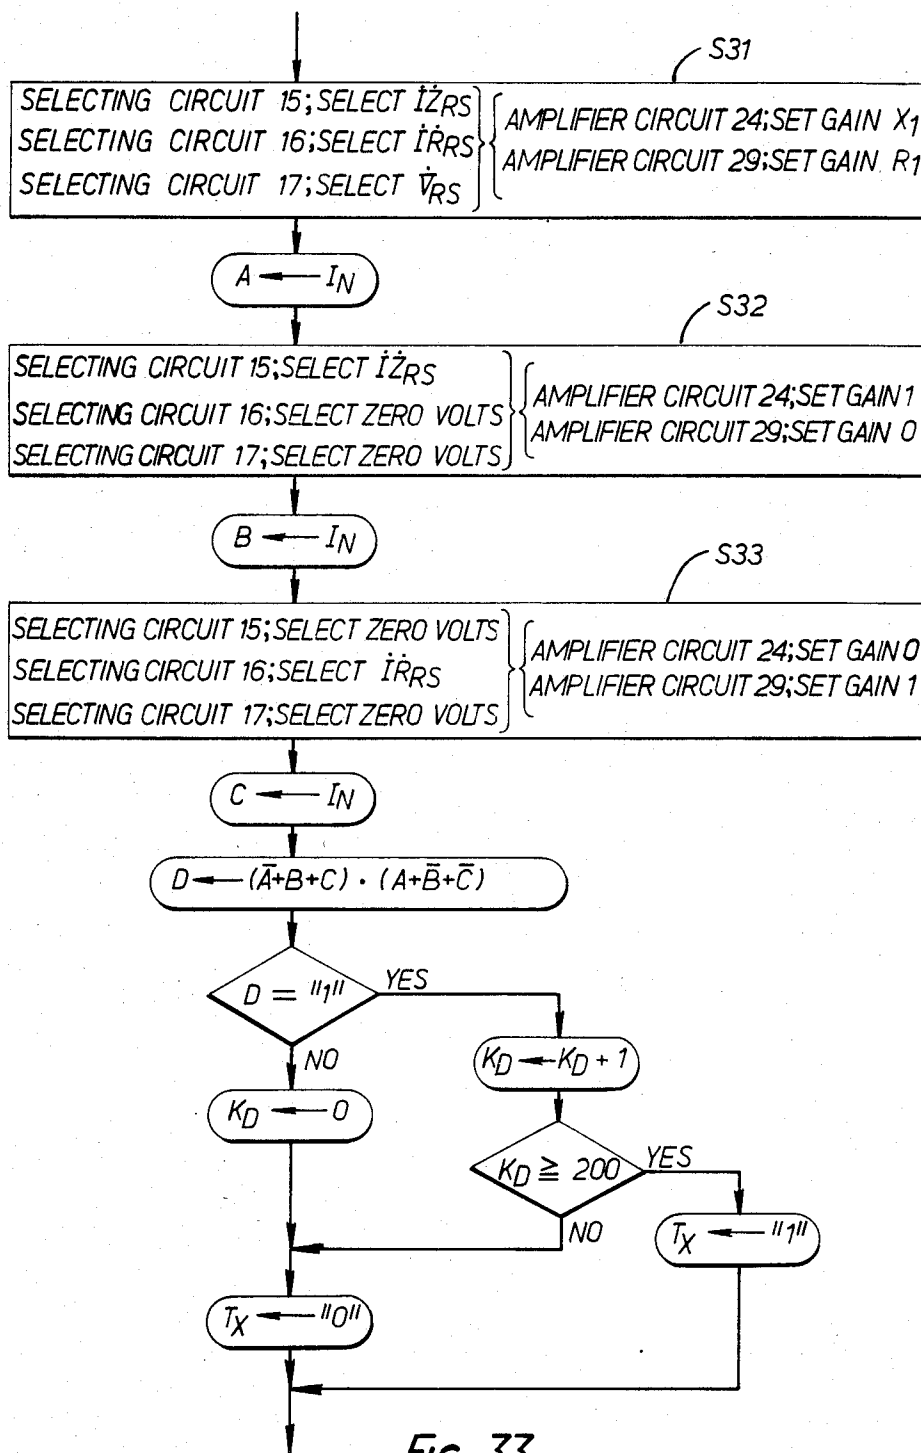 S31
SELECTING CIRCUIT 15;SELECT İŻRS
SELECTING CIRCUIT 16;SELECT İṘRS
SELECTING CIRCUIT 17;SELECT V̇RS
AMPLIFIER CIRCUIT 24;SET GAIN X1
AMPLIFIER CIRCUIT 29;SET GAIN R1
A ← IN
S32
SELECTING CIRCUIT 15;SELECT İŻRS
SELECTING CIRCUIT 16;SELECT ZERO VOLTS
SELECTING CIRCUIT 17;SELECT ZERO VOLTS
AMPLIFIER CIRCUIT 24;SET GAIN 1
AMPLIFIER CIRCUIT 29;SET GAIN 0
B ← IN
S33
SELECTING CIRCUIT 15;SELECT ZERO VOLTS
SELECTING CIRCUIT 16;SELECT İṘRS
SELECTING CIRCUIT 17;SELECT ZERO VOLTS
AMPLIFIER CIRCUIT 24;SET GAIN 0
AMPLIFIER CIRCUIT 29;SET GAIN 1
C ← IN
D ← (Ā+B+C) · (A+B̄+C̄)
D = "1"
YES
NO
KD ← KD + 1
KD ← 0
KD ≧ 200
YES
NO
TX ← "1"
TX ← "0"
Fig. 33